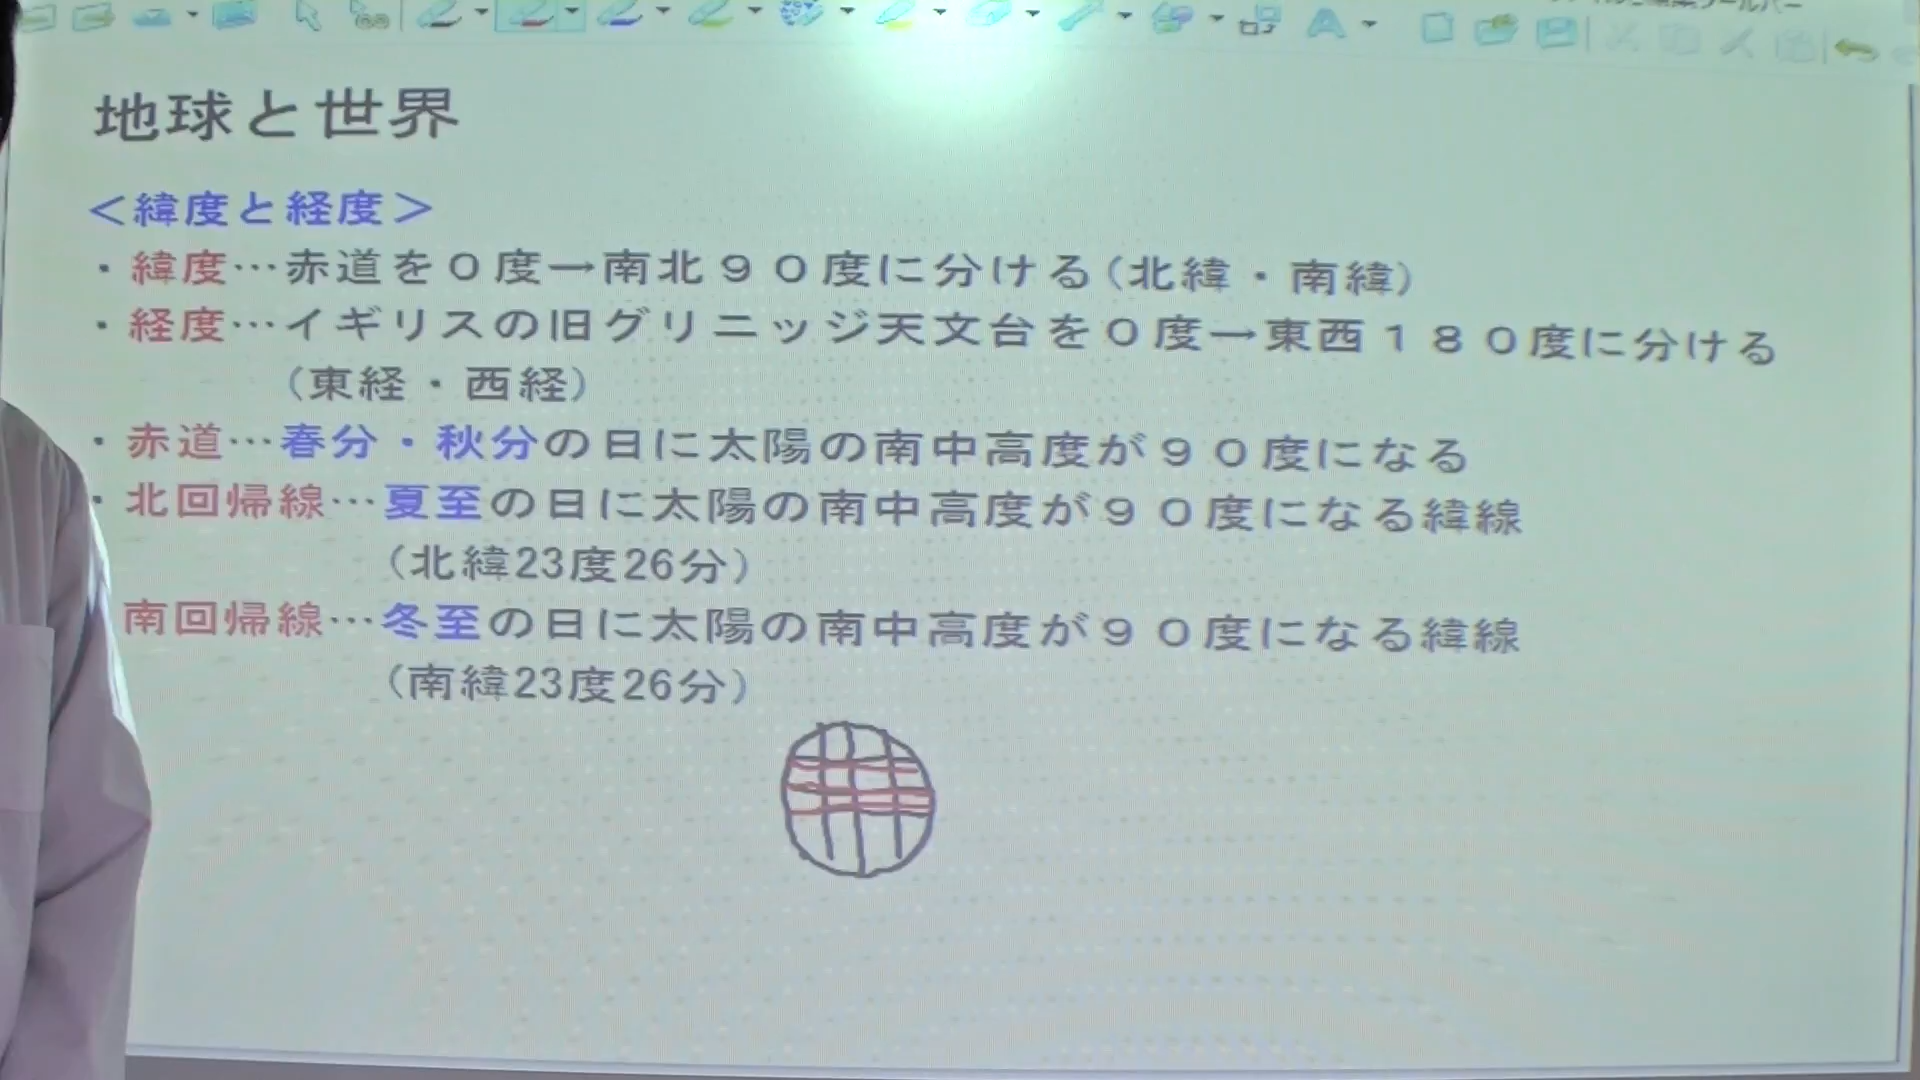 地球と世界
＜緯度と経度＞
・緯度…赤道を０度→南北９０度に分ける（北緯・南緯）
・経度…イギリスの旧グリニッジ天文台を０度→東西１８０度に分ける
（東経・西経）
・赤道…春分・秋分の日に太陽の南中高度が９０度になる
・北回帰線…夏至の日に太陽の南中高度が９０度になる緯線
（北緯23度26分）
南回帰線…冬至の日に太陽の南中高度が９０度になる緯線
（南緯23度26分）